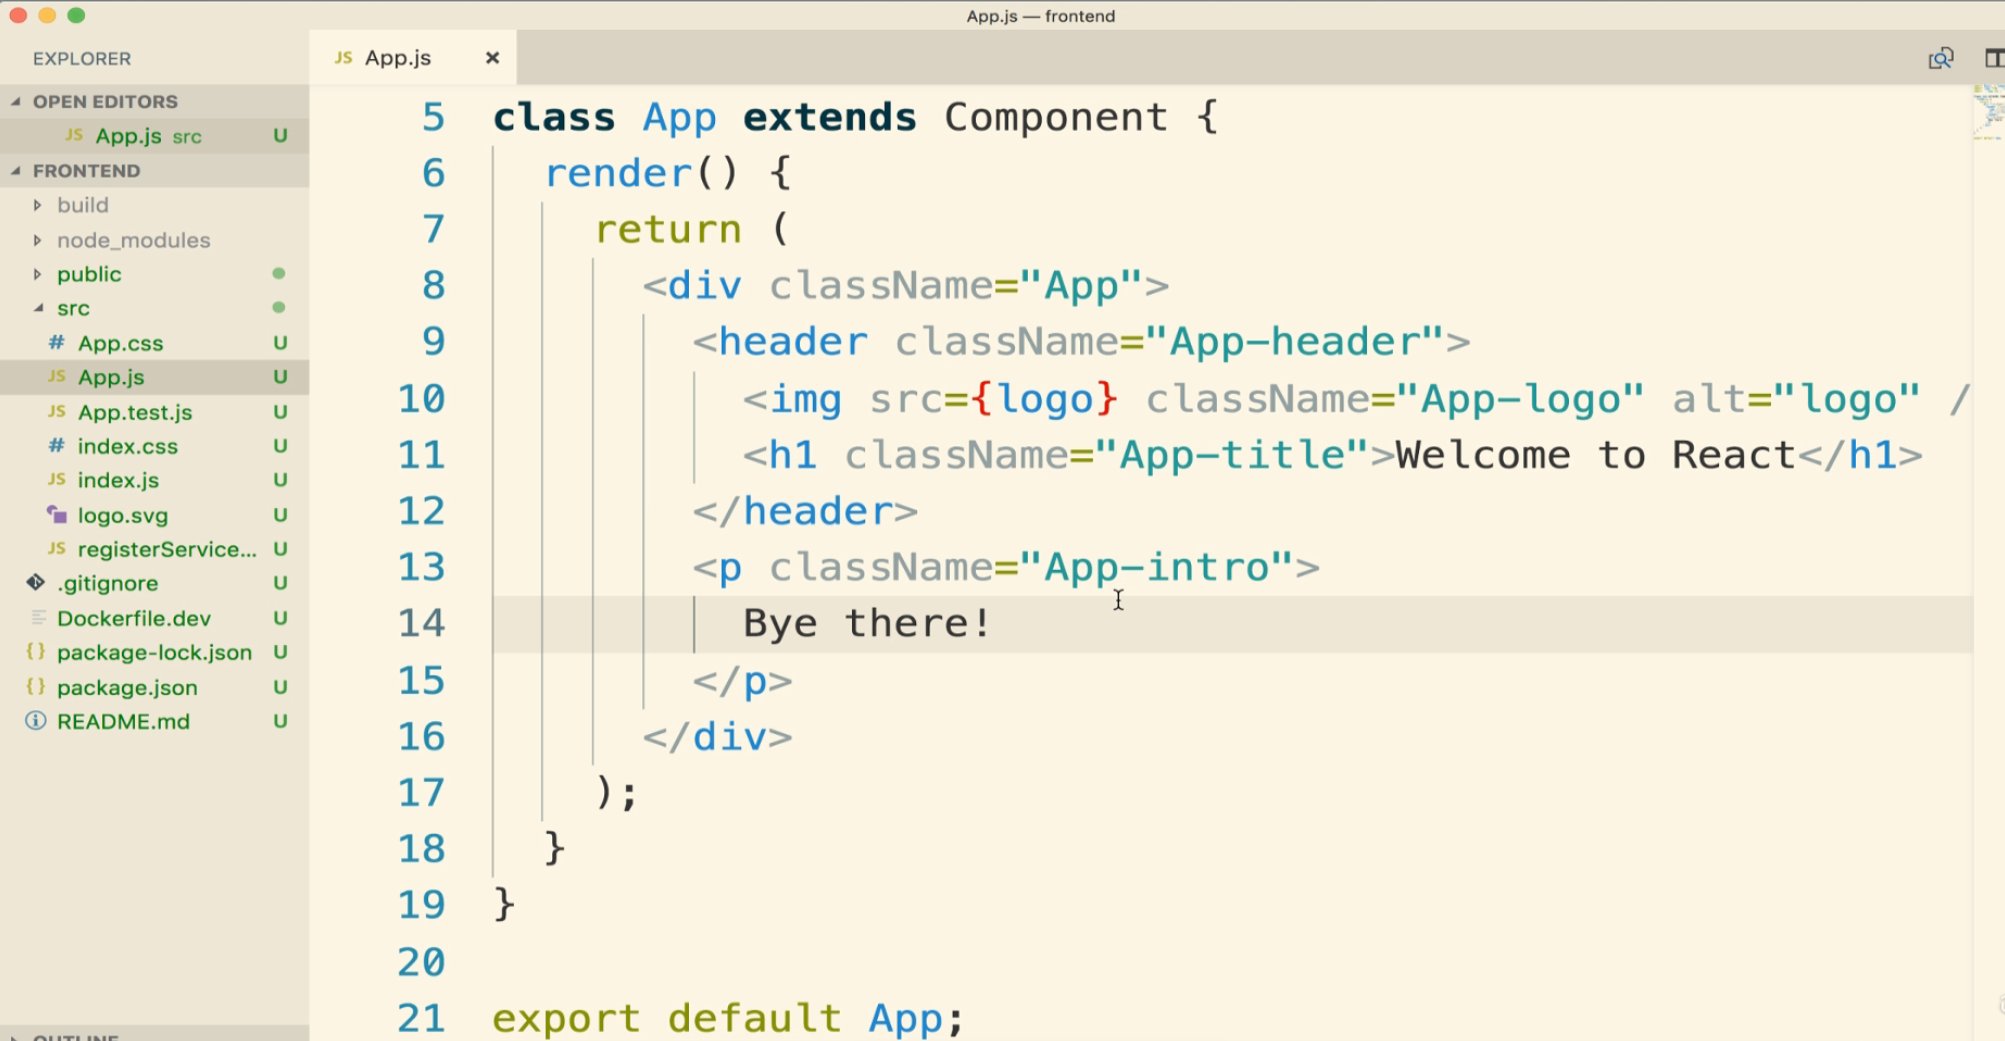 App.js — frontend
EXPLORER
OPEN EDITORS
JS App.js src U
FRONTEND
build
node_modules
public
src
# App.css U
JS App.js U
JS App.test.js U
# index.css U
JS index.js U
logo.svg U
JS registerService... U
.gitignore U
Dockerfile.dev U
{} package-lock.json U
{} package.json U
README.md U
OUTLINE
JS App.js ×
5 class App extends Component {
6 render() {
7 return (
8 <div className="App">
9 <header className="App-header">
10 <img src={logo} className="App-logo" alt="logo" /
11 <h1 className="App-title">Welcome to React</h1>
12 </header>
13 <p className="App-intro">
14 Bye there!
15 </p>
16 </div>
17 );
18 }
19 }
20
21 export default App;